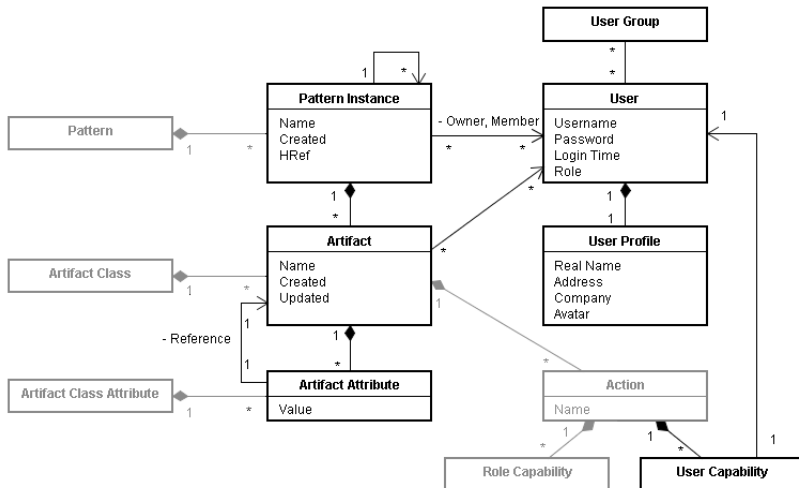 User Group
*
*
1
*
Pattern Instance
Name
Created
HRef
- Owner, Member
*
*
User
Username
Password
Login Time
Role
1
Pattern
1
*
1
*
*
*
1
1
Artifact
Name
Created
Updated
User Profile
Real Name
Address
Company
Avatar
Artifact Class
1
*
1
1
- Reference
1
1
*
*
Artifact Attribute
Value
Action
Name
Artifact Class Attribute
1
*
1
*
1
*
1
Role Capability
User Capability